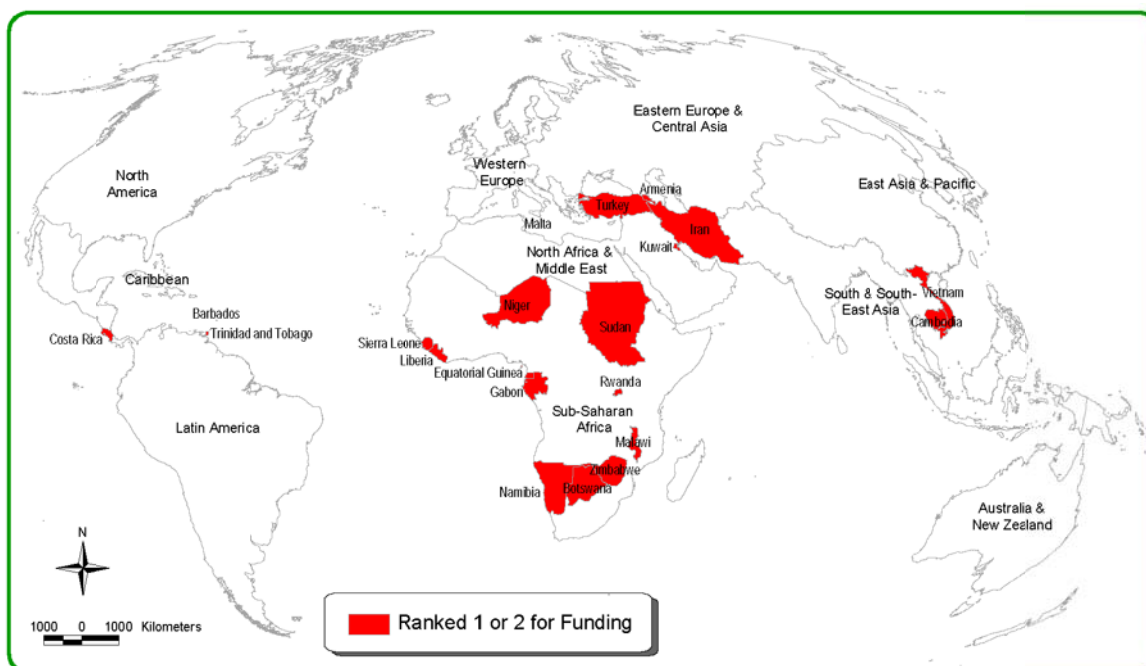 Eastern Europe &
Central Asia
North
America
Western
Europe
East Asia & Pacific
Armenia
Turkey
Malta
Iran
Kuwait
North Africa &
Middle East
Caribbean
Niger
South & South-
East Asia
Vietnam
Barbados
Trinidad and Tobago
Costa Rica
Sudan
Cambodia
Sierra Leone
Liberia
Equatorial Guinea
Rwanda
Gabon
Sub-Saharan
Africa
Latin America
Malawi
Zimbabwe
Namibia
Botswana
Australia &
New Zealand
N
1000 0 1000 Kilometers
Ranked 1 or 2 for Funding